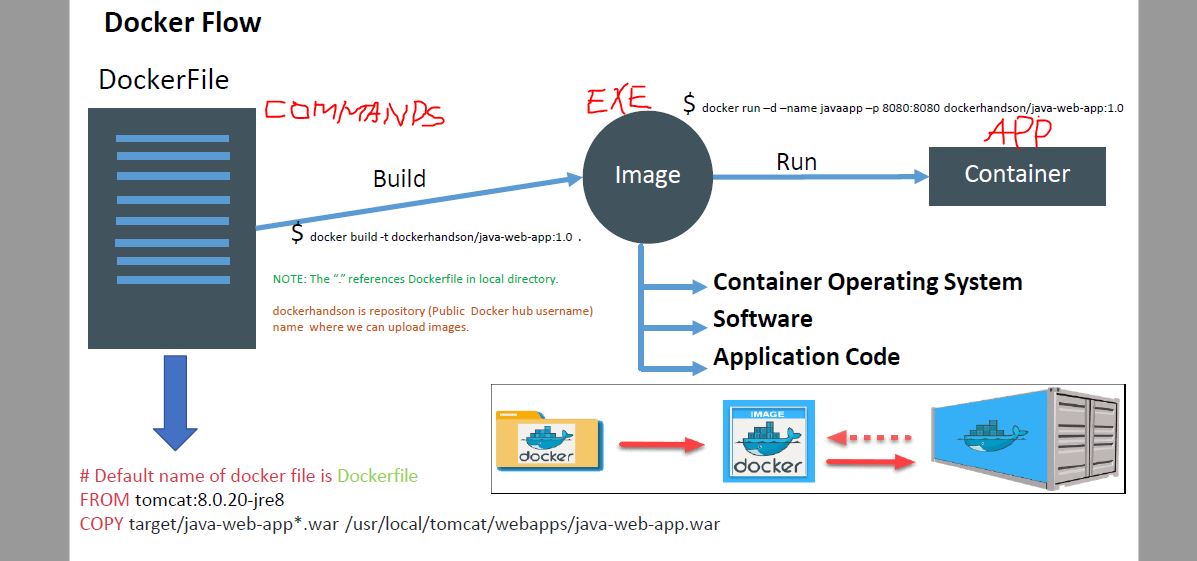 Docker Flow
DockerFile
COMMANDS
EXE
$ docker run –d –name javaapp –p 8080:8080 dockerhandson/java-web-app:1.0
APP
Build
Image
Run
Container
$ docker build -t dockerhandson/java-web-app:1.0 .
NOTE: The “.” references Dockerfile in local directory.
dockerhandson is repository (Public Docker hub username)
name where we can upload images.
Container Operating System
Software
Application Code
docker
IMAGE
docker
# Default name of docker file is Dockerfile
FROM tomcat:8.0.20-jre8
COPY target/java-web-app*.war /usr/local/tomcat/webapps/java-web-app.war